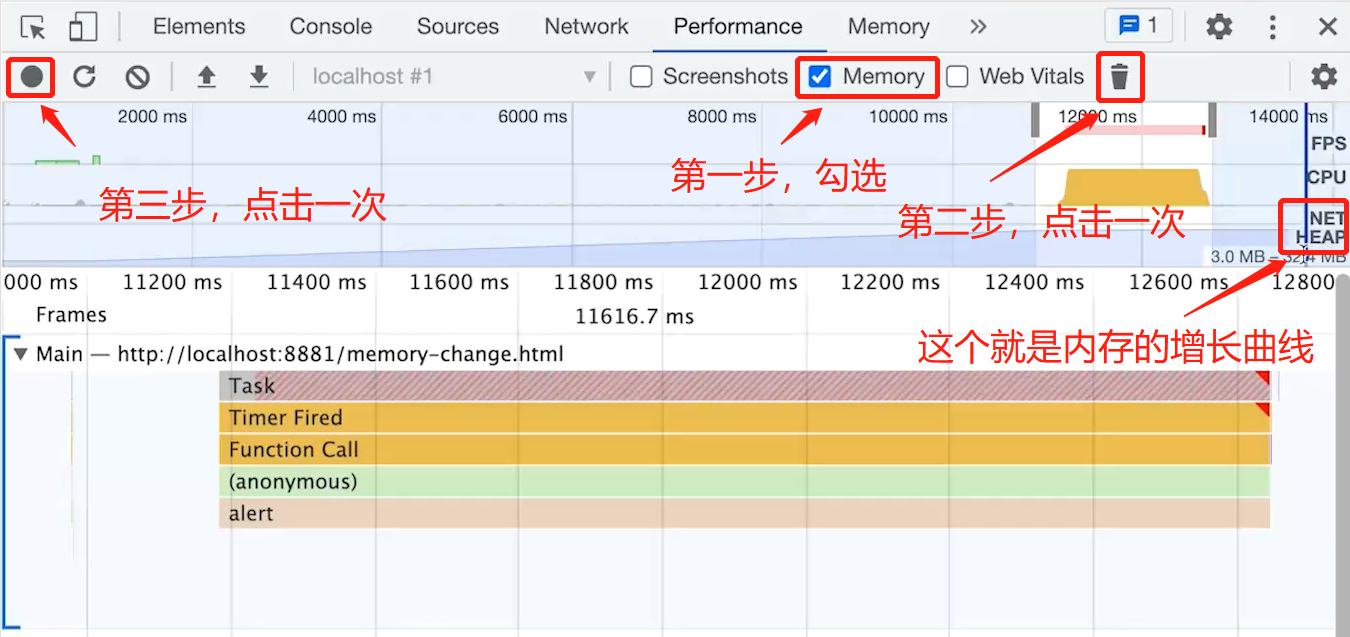 Elements Console Sources Network Performance Memory 1
localhost #1 Screenshots Memory Web Vitals
2000 ms 4000 ms 6000 ms 8000 ms 10000 ms 12000 ms 14000 ms
FPS
CPU
第一步，勾选
第三步，点击一次
第二步，点击一次
NET
HEAP
3.0 MB – 32.4 MB
000 ms 11200 ms 11400 ms 11600 ms 11800 ms 12000 ms 12200 ms 12400 ms 12600 ms 12800
Frames 11616.7 ms
这个就是内存的增长曲线
Main — http://localhost:8881/memory-change.html
Task
Timer Fired
Function Call
(anonymous)
alert